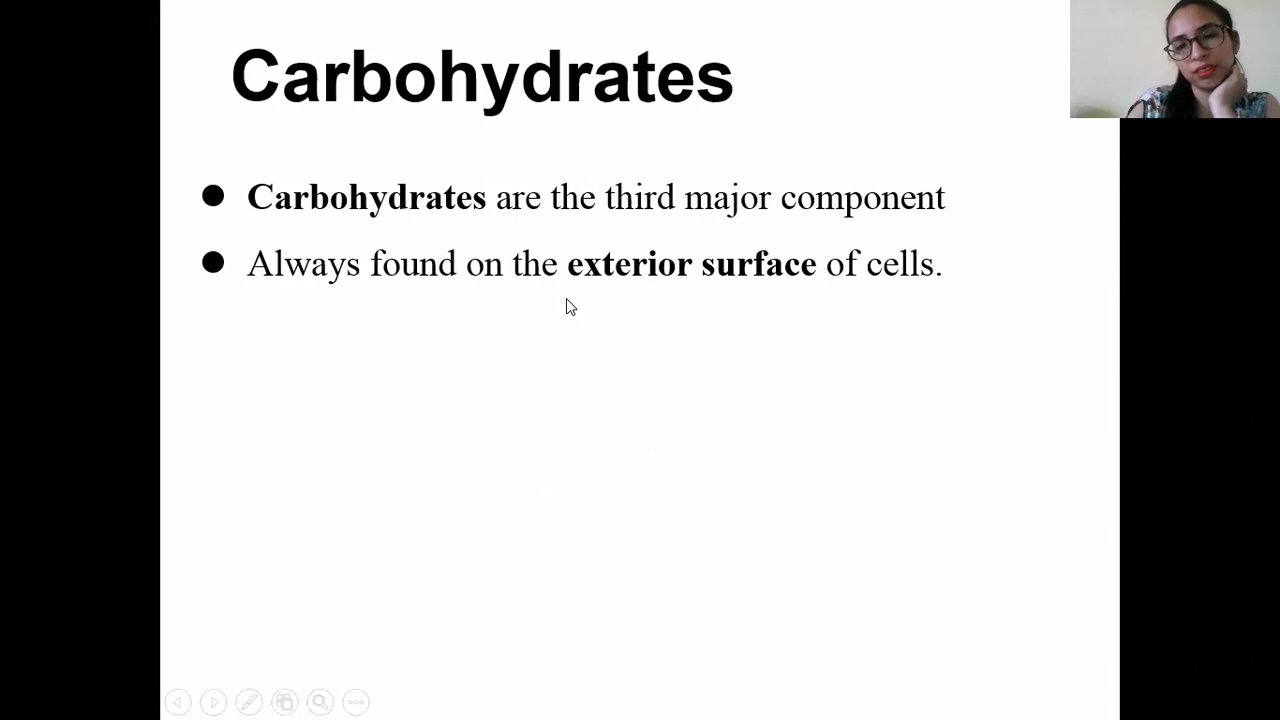 Carbohydrates
● Carbohydrates are the third major component
● Always found on the exterior surface of cells.